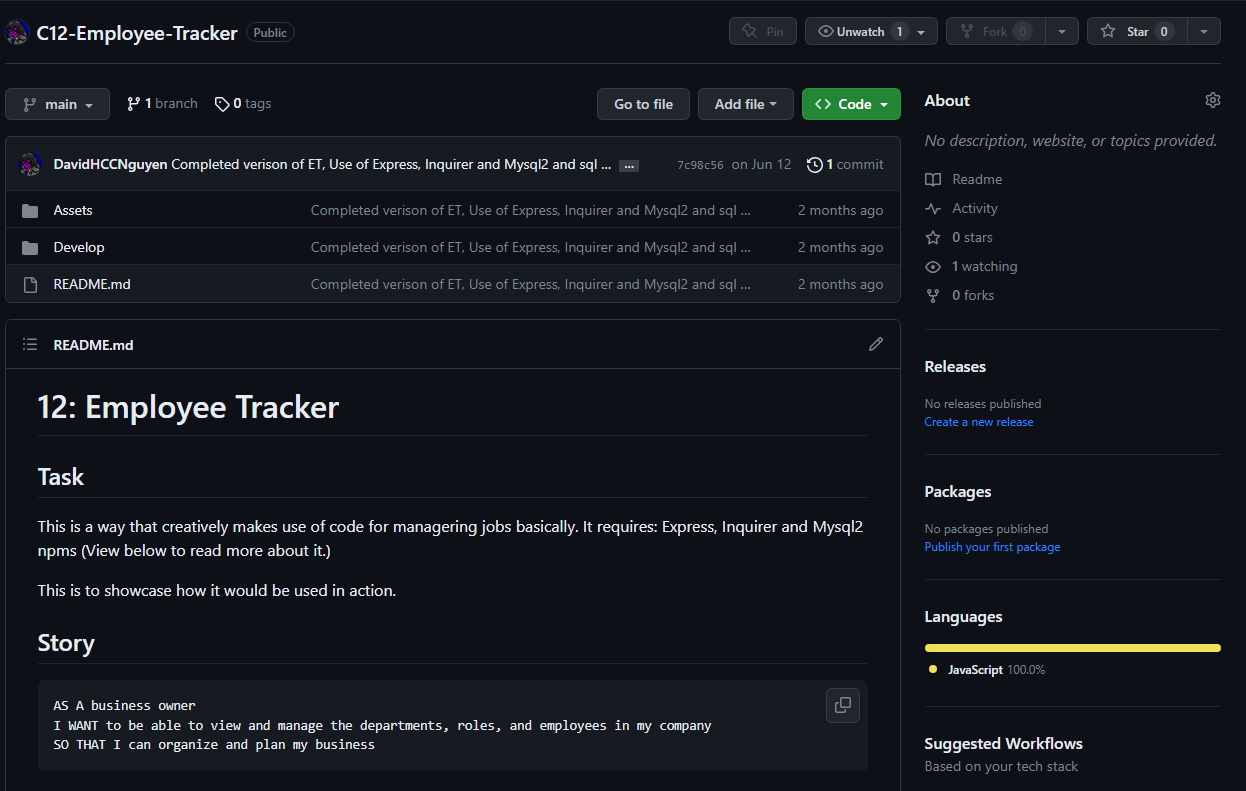 C12-Employee-Tracker Public Pin Unwatch 1 Fork 0 Star 0
main 1 branch 0 tags Go to file Add file <> Code
DavidHCCNguyen Completed verison of ET, Use of Express, Inquirer and Mysql2 and sql ... ... 7c98c56 on Jun 12 1 commit
Assets Completed verison of ET, Use of Express, Inquirer and Mysql2 and sql ... 2 months ago
Develop Completed verison of ET, Use of Express, Inquirer and Mysql2 and sql ... 2 months ago
README.md Completed verison of ET, Use of Express, Inquirer and Mysql2 and sql ... 2 months ago
README.md
12: Employee Tracker
Task
This is a way that creatively makes use of code for managering jobs basically. It requires: Express, Inquirer and Mysql2
npms (View below to read more about it.)
This is to showcase how it would be used in action.
Story
AS A business owner
I WANT to be able to view and manage the departments, roles, and employees in my company
SO THAT I can organize and plan my business
About
No description, website, or topics provided.
Readme
Activity
0 stars
1 watching
0 forks
Releases
No releases published
Create a new release
Packages
No packages published
Publish your first package
Languages
JavaScript 100.0%
Suggested Workflows
Based on your tech stack